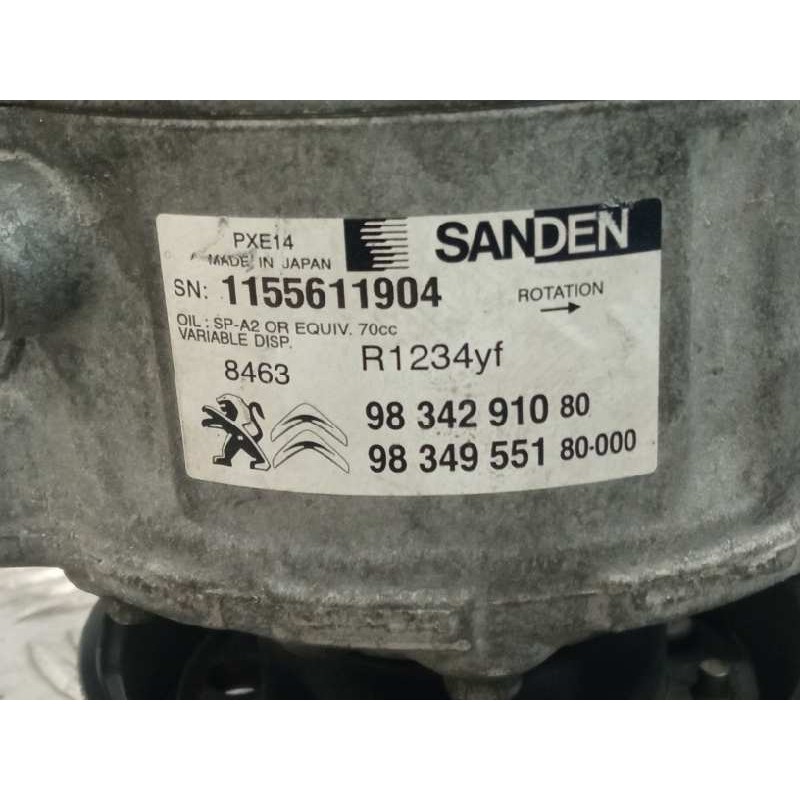 PXE14
MADE IN JAPAN
SANDEN
SN: 1155611904
ROTATION
OIL : SP-A2 OR EQUIV. 70cc
VARIABLE DISP.
8463
R1234yf
98 342 910 80
98 349 551 80-000